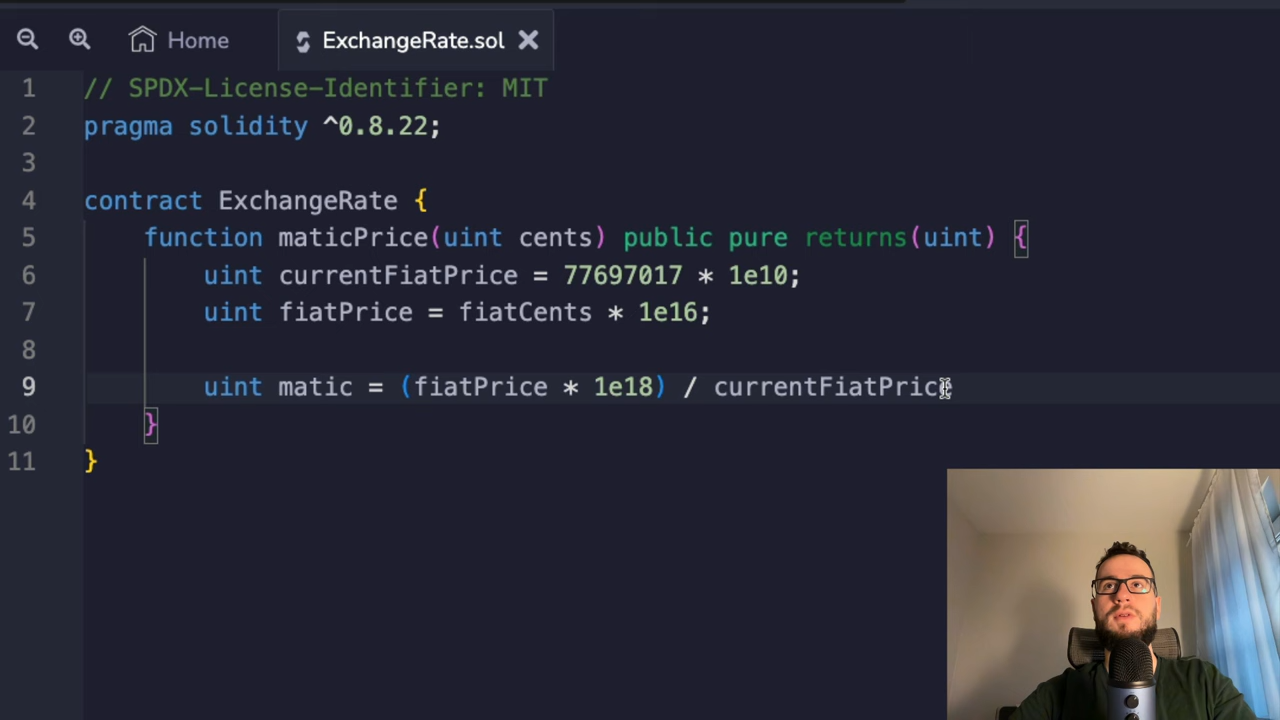 Home
ExchangeRate.sol
1 // SPDX-License-Identifier: MIT
2 pragma solidity ^0.8.22;
3
4 contract ExchangeRate {
5 function maticPrice(uint cents) public pure returns(uint) {
6 uint currentFiatPrice = 77697017 * 1e10;
7 uint fiatPrice = fiatCents * 1e16;
8
9 uint matic = (fiatPrice * 1e18) / currentFiatPrice
10 }
11 }